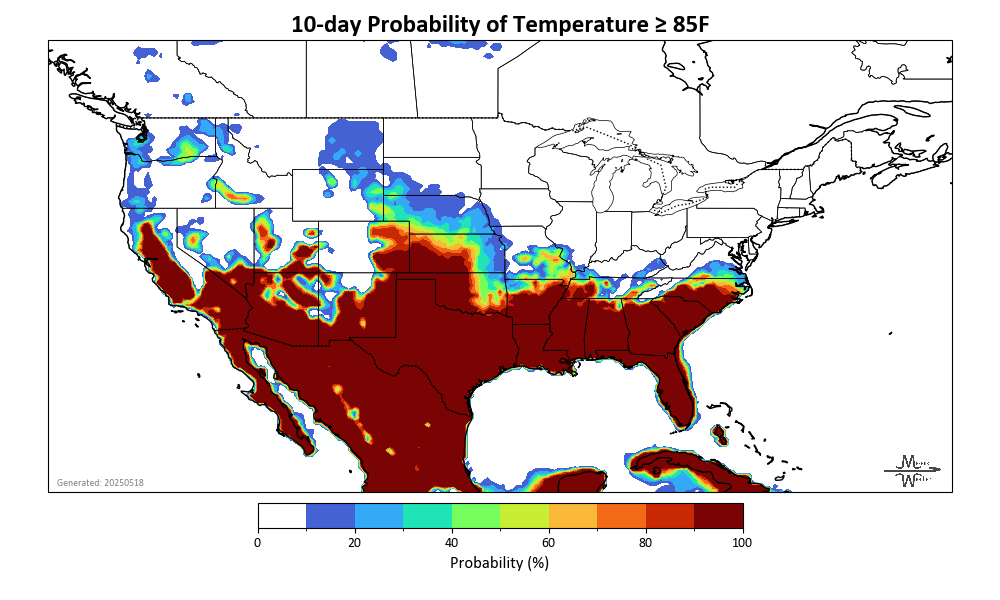 10-day Probability of Temperature ≥ 85F
Generated: 20250518
0 20 40 60 80 100
Probability (%)